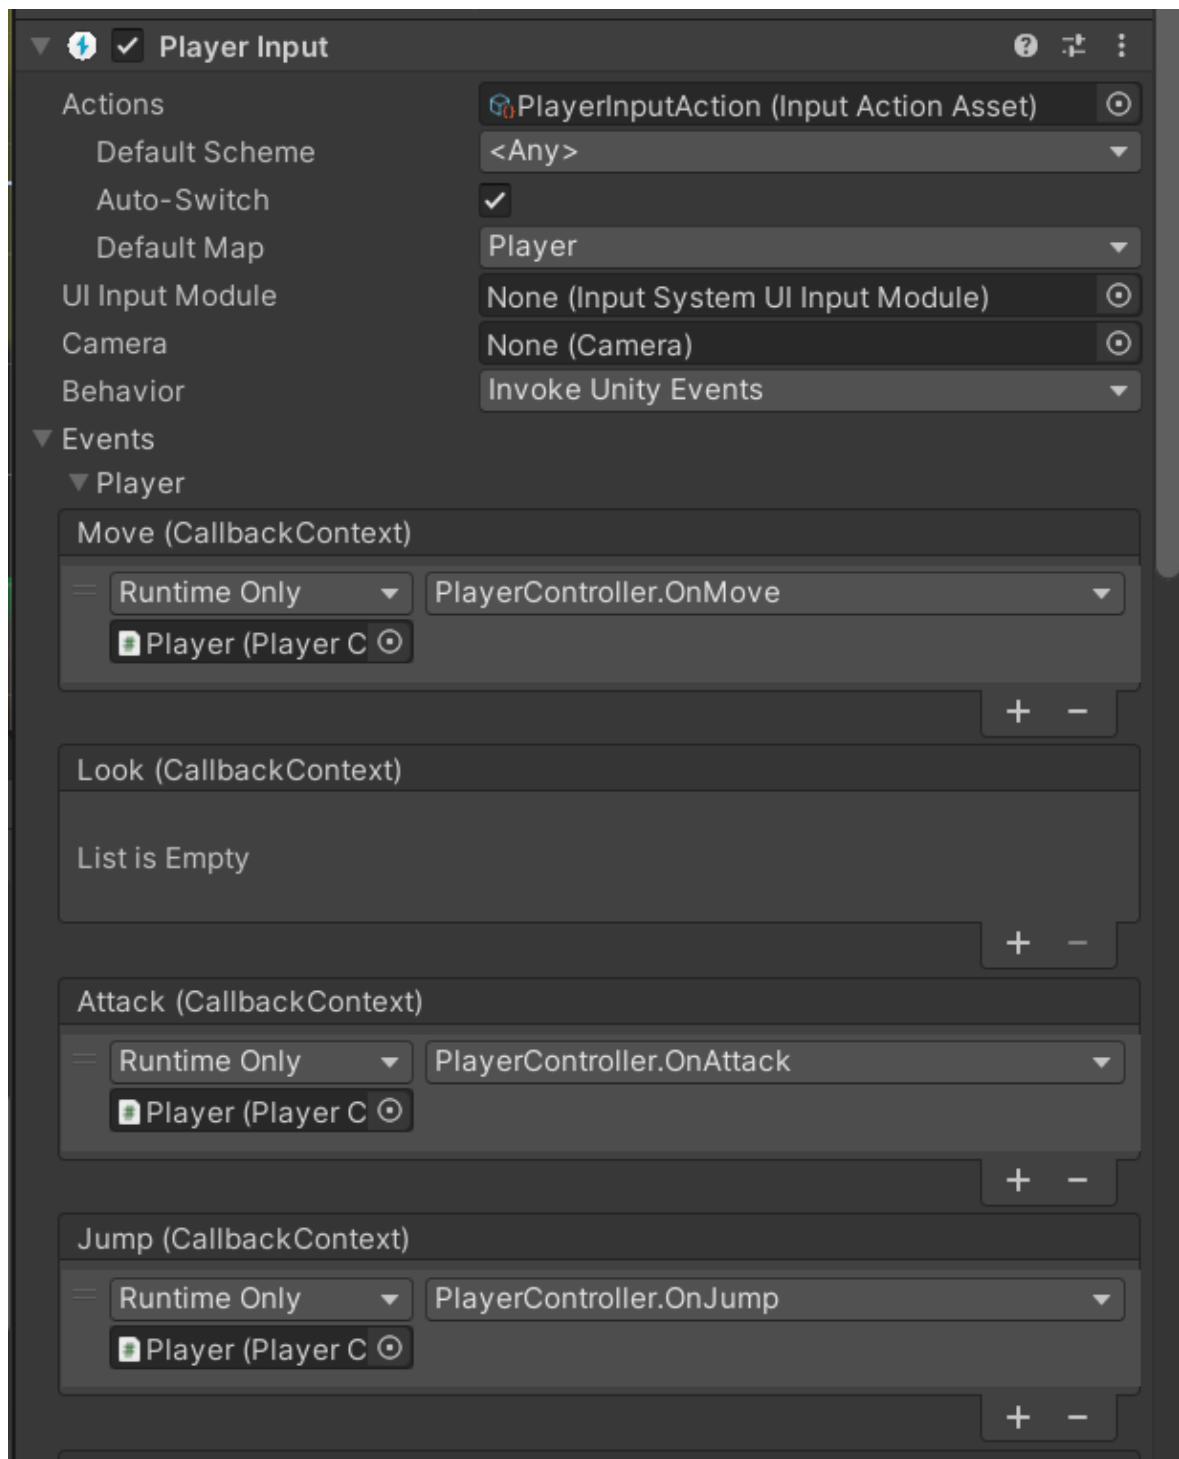 Player Input
Actions PlayerInputAction (Input Action Asset)
Default Scheme <Any>
Auto-Switch
Default Map Player
UI Input Module None (Input System UI Input Module)
Camera None (Camera)
Behavior Invoke Unity Events
Events
Player
Move (CallbackContext)
Runtime Only PlayerController.OnMove
Player (Player C
Look (CallbackContext)
List is Empty
Attack (CallbackContext)
Runtime Only PlayerController.OnAttack
Player (Player C
Jump (CallbackContext)
Runtime Only PlayerController.OnJump
Player (Player C